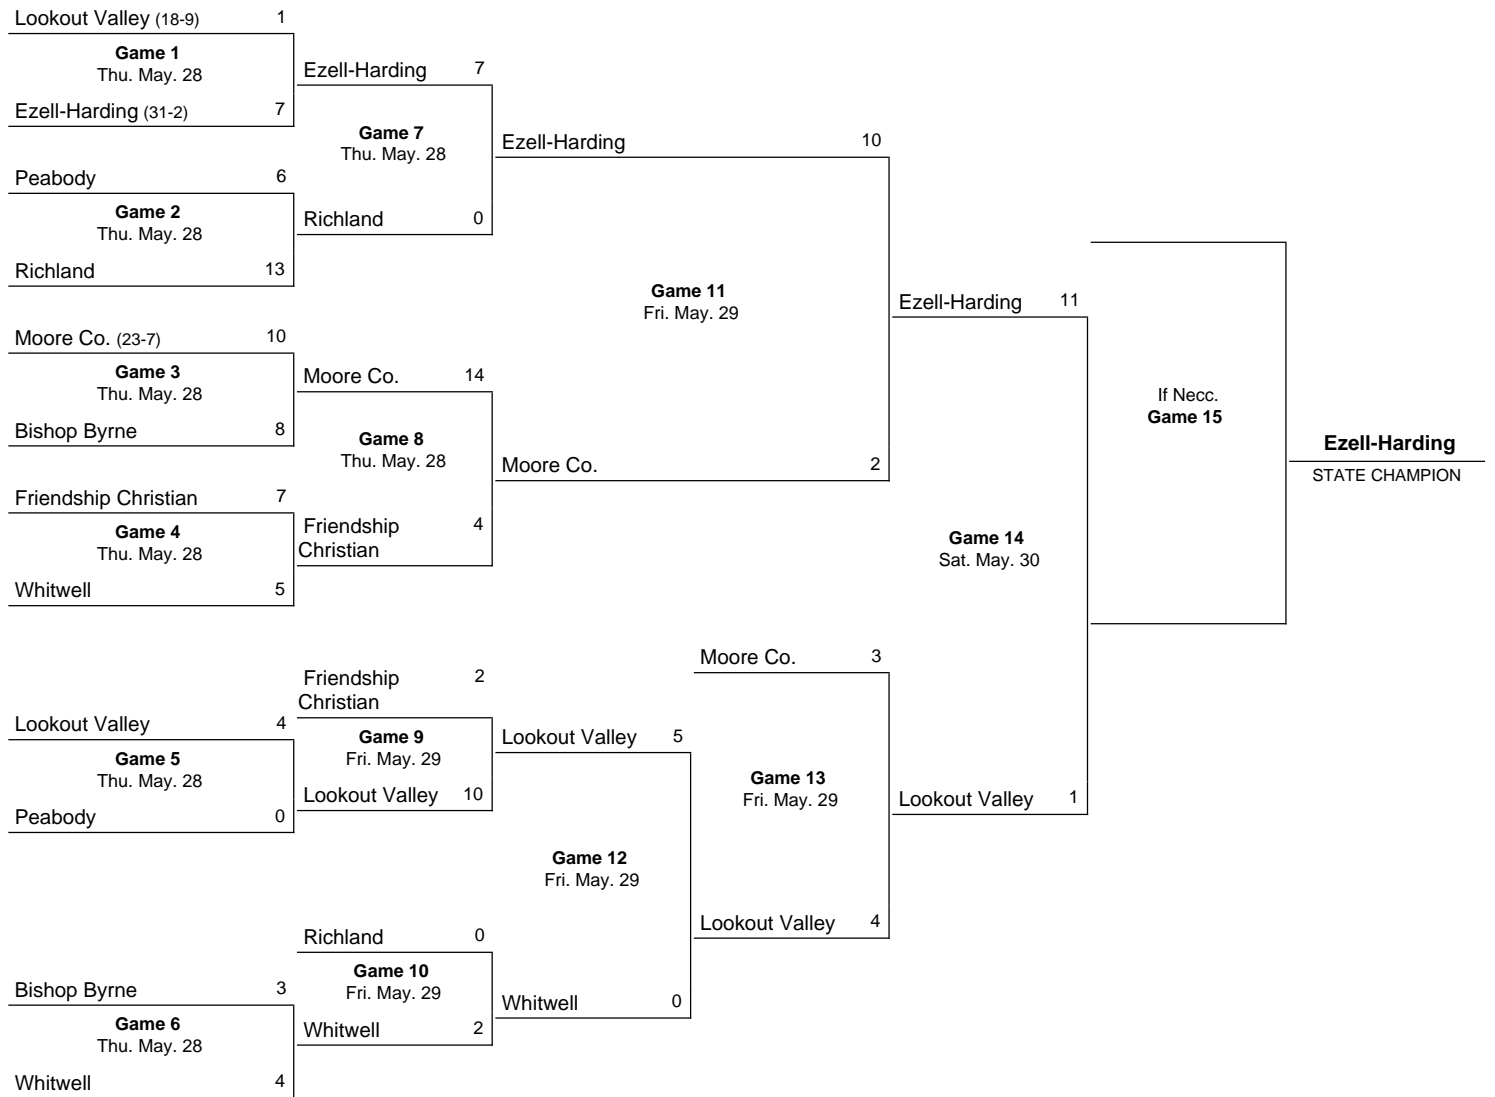 Lookout Valley (18-9) 1
Game 1
Thu. May. 28
Ezell-Harding (31-2) 7
Peabody 6
Game 2
Thu. May. 28
Richland 13
Moore Co. (23-7) 10
Game 3
Thu. May. 28
Bishop Byrne 8
Friendship Christian 7
Game 4
Thu. May. 28
Whitwell 5
Lookout Valley 4
Game 5
Thu. May. 28
Peabody 0
Bishop Byrne 3
Game 6
Thu. May. 28
Whitwell 4
Ezell-Harding 7
Game 7
Thu. May. 28
Richland 0
Moore Co. 14
Game 8
Thu. May. 28
Friendship 4
Christian
Friendship 2
Christian
Game 9
Fri. May. 29
Lookout Valley 10
Richland 0
Game 10
Fri. May. 29
Whitwell 2
Ezell-Harding 10
Game 11
Fri. May. 29
Moore Co. 2
Lookout Valley 5
Game 12
Fri. May. 29
Whitwell 0
Moore Co. 3
Game 13
Fri. May. 29
Lookout Valley 4
Ezell-Harding 11
Game 14
Sat. May. 30
Lookout Valley 1
If Necc.
Game 15
Ezell-Harding
STATE CHAMPION